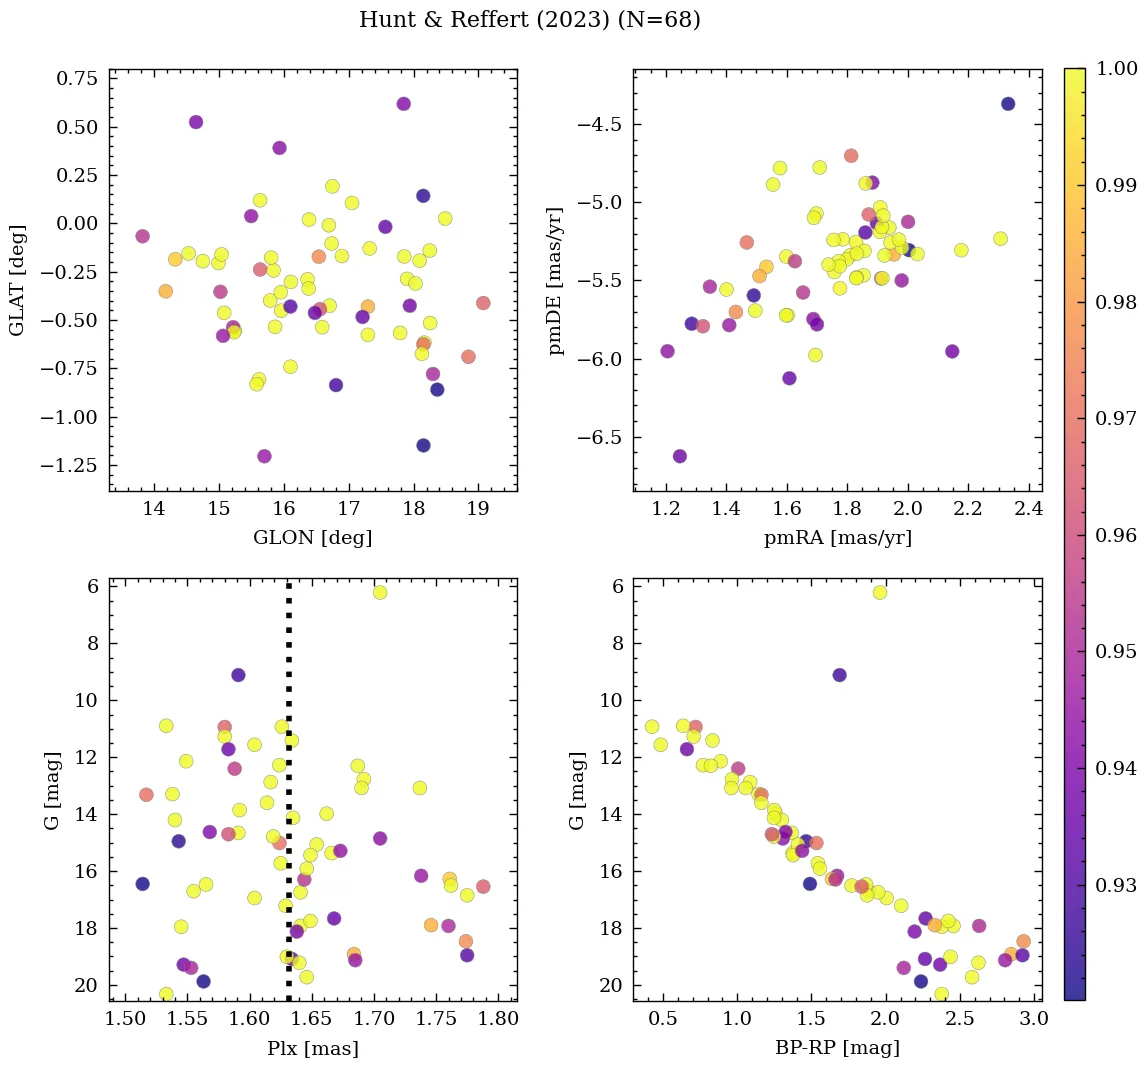 Hunt & Reffert (2023) (N=68)
0.75
0.50
0.25
0.00
−0.25
−0.50
−0.75
−1.00
−1.25
GLAT [deg]
14 15 16 17 18 19
GLON [deg]
−4.5
−5.0
−5.5
−6.0
−6.5
pmDE [mas/yr]
1.2 1.4 1.6 1.8 2.0 2.2 2.4
pmRA [mas/yr]
6
8
10
12
14
16
18
20
G [mag]
1.50 1.55 1.60 1.65 1.70 1.75 1.80
Plx [mas]
6
8
10
12
14
16
18
20
G [mag]
0.5 1.0 1.5 2.0 2.5 3.0
BP-RP [mag]
1.00
0.99
0.98
0.97
0.96
0.95
0.94
0.93